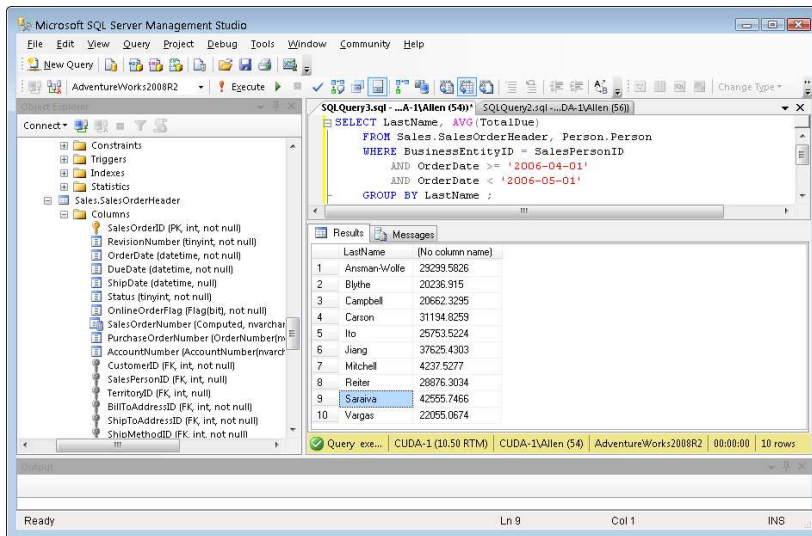 Microsoft SQL Server Management Studio
File Edit View Query Project Debug Tools Window Community Help
New Query
AdventureWorks2008R2 Execute Change Type
Object Explorer
Connect
Constraints
Triggers
Indexes
Statistics
Sales.SalesOrderHeader
Columns
SalesOrderID (PK, int, not null)
RevisionNumber (tinyint, not null)
OrderDate (datetime, not null)
DueDate (datetime, not null)
ShipDate (datetime, null)
Status (tinyint, not null)
OnlineOrderFlag (Flag(bit), not null)
SalesOrderNumber (Computed, nvarchar
PurchaseOrderNumber (OrderNumber(nv
AccountNumber (AccountNumber(nvarch
CustomerID (FK, int, not null)
SalesPersonID (FK, int, null)
TerritoryID (FK, int, null)
BillToAddressID (FK, int, not null)
ShipToAddressID (FK, int, not null)
ShipMethodID (FK, int, not null)
SQLQuery3.sql -...A-1\Allen (54))* SQLQuery2.sql -...DA-1\Allen (56))
SELECT LastName, AVG(TotalDue)
FROM Sales.SalesOrderHeader, Person.Person
WHERE BusinessEntityID = SalesPersonID
AND OrderDate >= '2006-04-01'
AND OrderDate < '2006-05-01'
GROUP BY LastName ;
Results Messages
LastName (No column name)
1 Ansman-Wolfe 29299.5826
2 Blythe 20236.915
3 Campbell 20662.3295
4 Carson 31194.8259
5 Ito 25753.5224
6 Jiang 37625.4303
7 Mitchell 4237.5277
8 Reiter 28876.3034
9 Saraiva 42555.7466
10 Vargas 22055.0674
Query exe... CUDA-1 (10.50 RTM) CUDA-1\Allen (54) AdventureWorks2008R2 00:00:00 10 rows
Output
Ready Ln 9 Col 1 INS